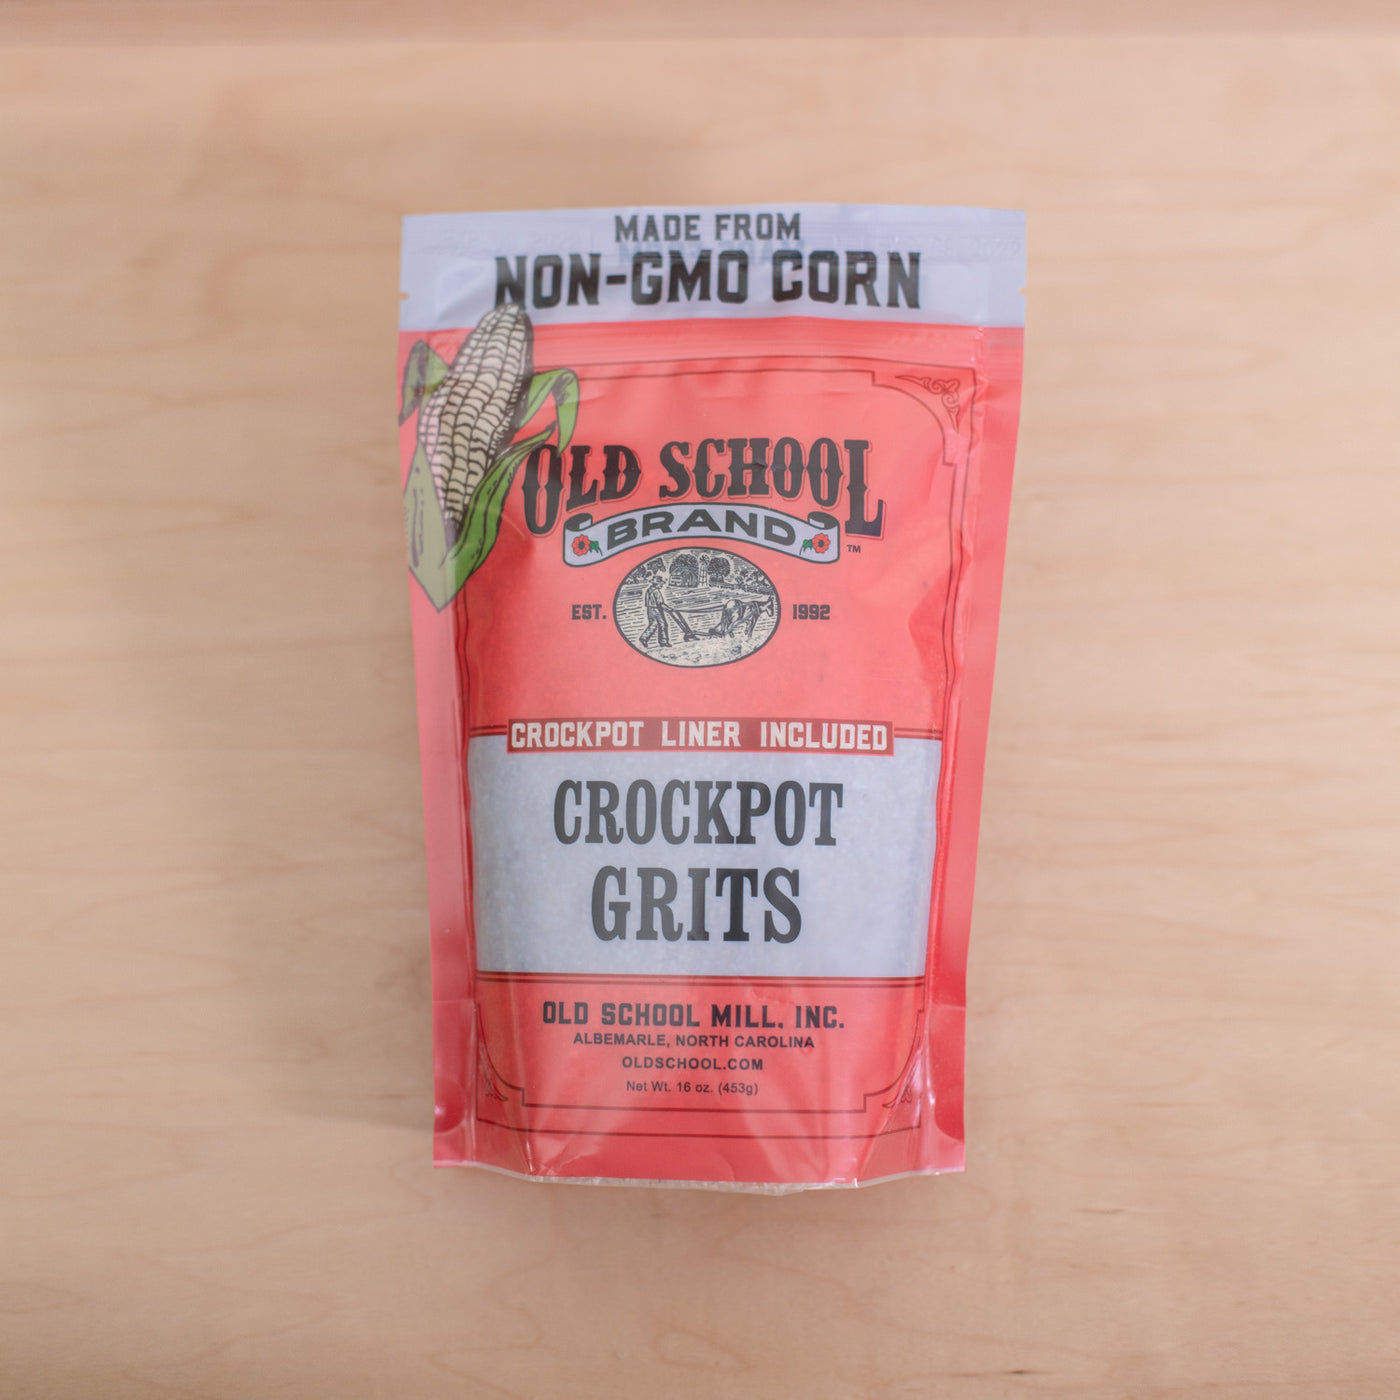 MADE FROM
NON-GMO CORN
OLD SCHOOL
BRAND
TM
EST. 1992
CROCKPOT LINER INCLUDED
CROCKPOT
GRITS
OLD SCHOOL MILL, INC.
ALBEMARLE, NORTH CAROLINA
OLDSCHOOL.COM
Net Wt. 16 oz. (453g)